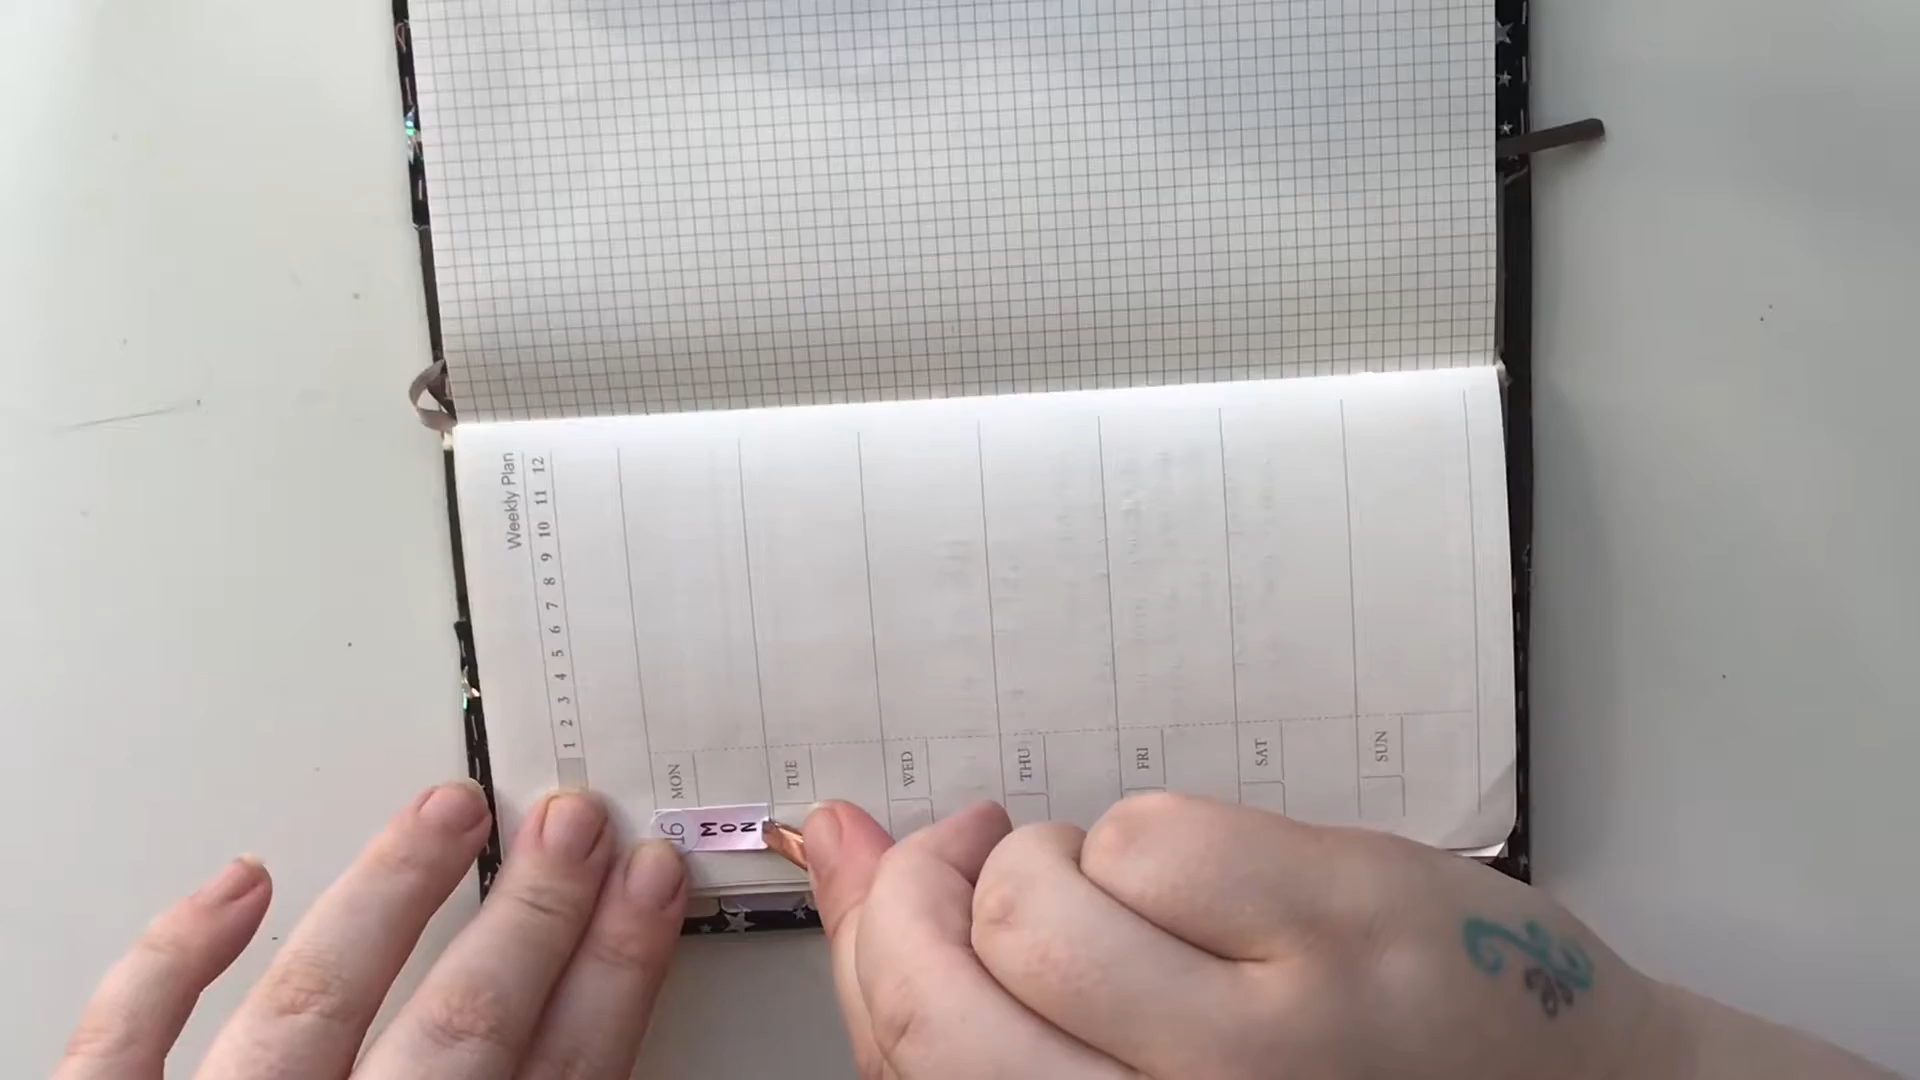 Weekly Plan
1 2 3 4 5 6 7 8 9 10 11 12
MON
16
MON
TUE
WED
THU
FRI
SAT
SUN